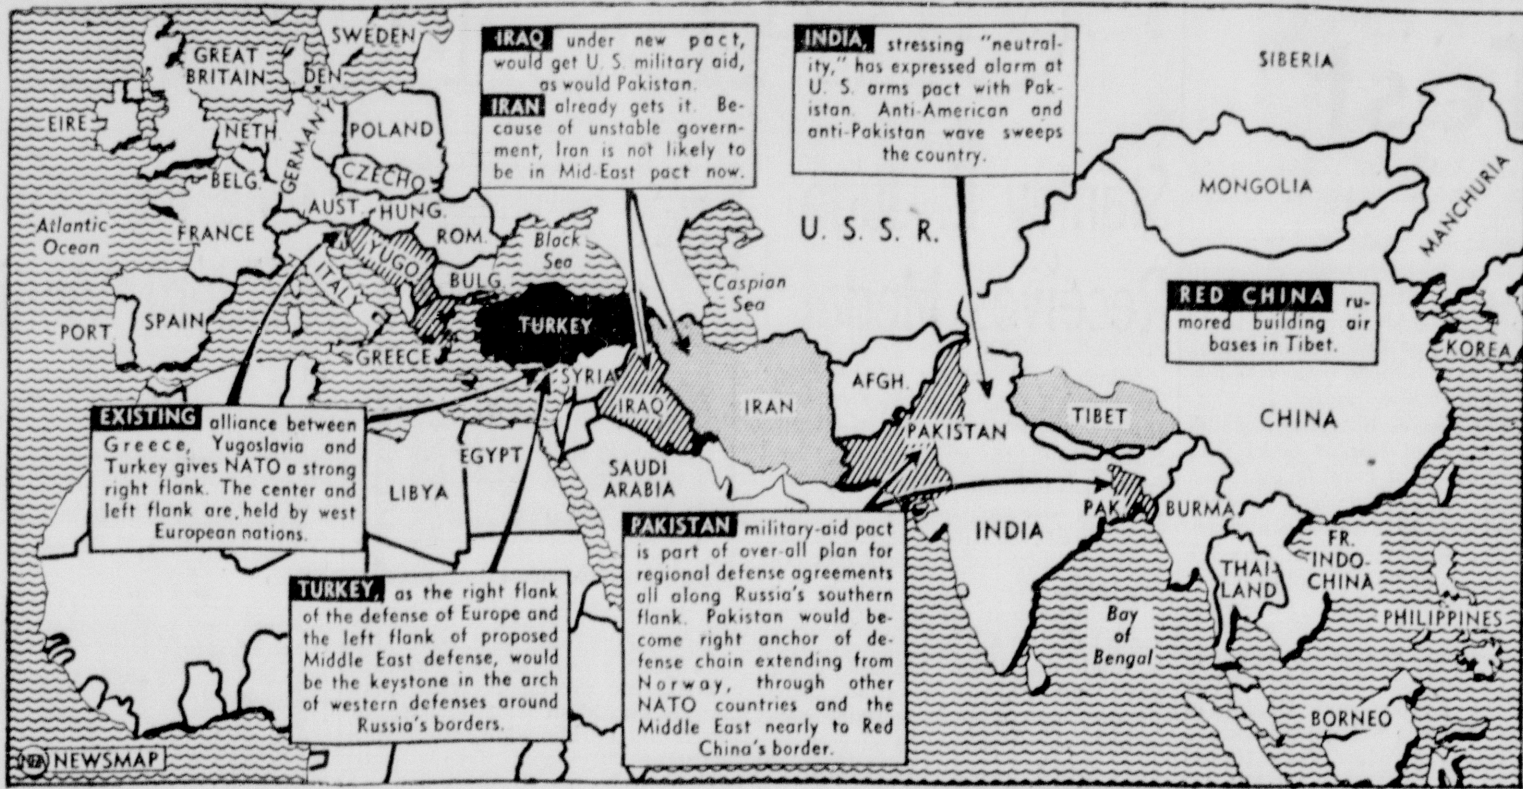 SWEDEN
GREAT
BRITAIN
DEN
EIRE
NETH.
GERMANY
POLAND
BELG.
CZECHO.
AUST.
HUNG.
Atlantic
Ocean
FRANCE
ROM.
YUGO
Black
Sea
ITALY
BULG.
PORT
SPAIN
TURKEY
GREECE
SYRIA
IRAQ
IRAN
Caspian
Sea
U. S. S. R.
SIBERIA
MONGOLIA
MANCHURIA
KOREA
AFGH.
PAKISTAN
TIBET
CHINA
EGYPT
LIBYA
SAUDI
ARABIA
INDIA
PAK
BURMA
THAI-
LAND
FR.
INDO-
CHINA
PHILIPPINES
Bay
of
Bengal
BORNEO
IRAQ under new pact,
would get U. S. military aid,
as would Pakistan.
IRAN already gets it. Be-
cause of unstable govern-
ment, Iran is not likely to
be in Mid-East pact now.
INDIA, stressing "neutral-
ity," has expressed alarm at
U. S. arms pact with Pak-
istan. Anti-American and
anti-Pakistan wave sweeps
the country.
RED CHINA ru-
mored building air
bases in Tibet.
EXISTING alliance between
Greece, Yugoslavia and
Turkey gives NATO a strong
right flank. The center and
left flank are, held by west
European nations.
TURKEY, as the right flank
of the defense of Europe and
the left flank of proposed
Middle East defense, would
be the keystone in the arch
of western defenses around
Russia's borders.
PAKISTAN military-aid pact
is part of over-all plan for
regional defense agreements
all along Russia's southern
flank. Pakistan would be-
come right anchor of de-
fense chain extending from
Norway, through other
NATO countries and the
Middle East nearly to Red
China's border.
NEA NEWSMAP